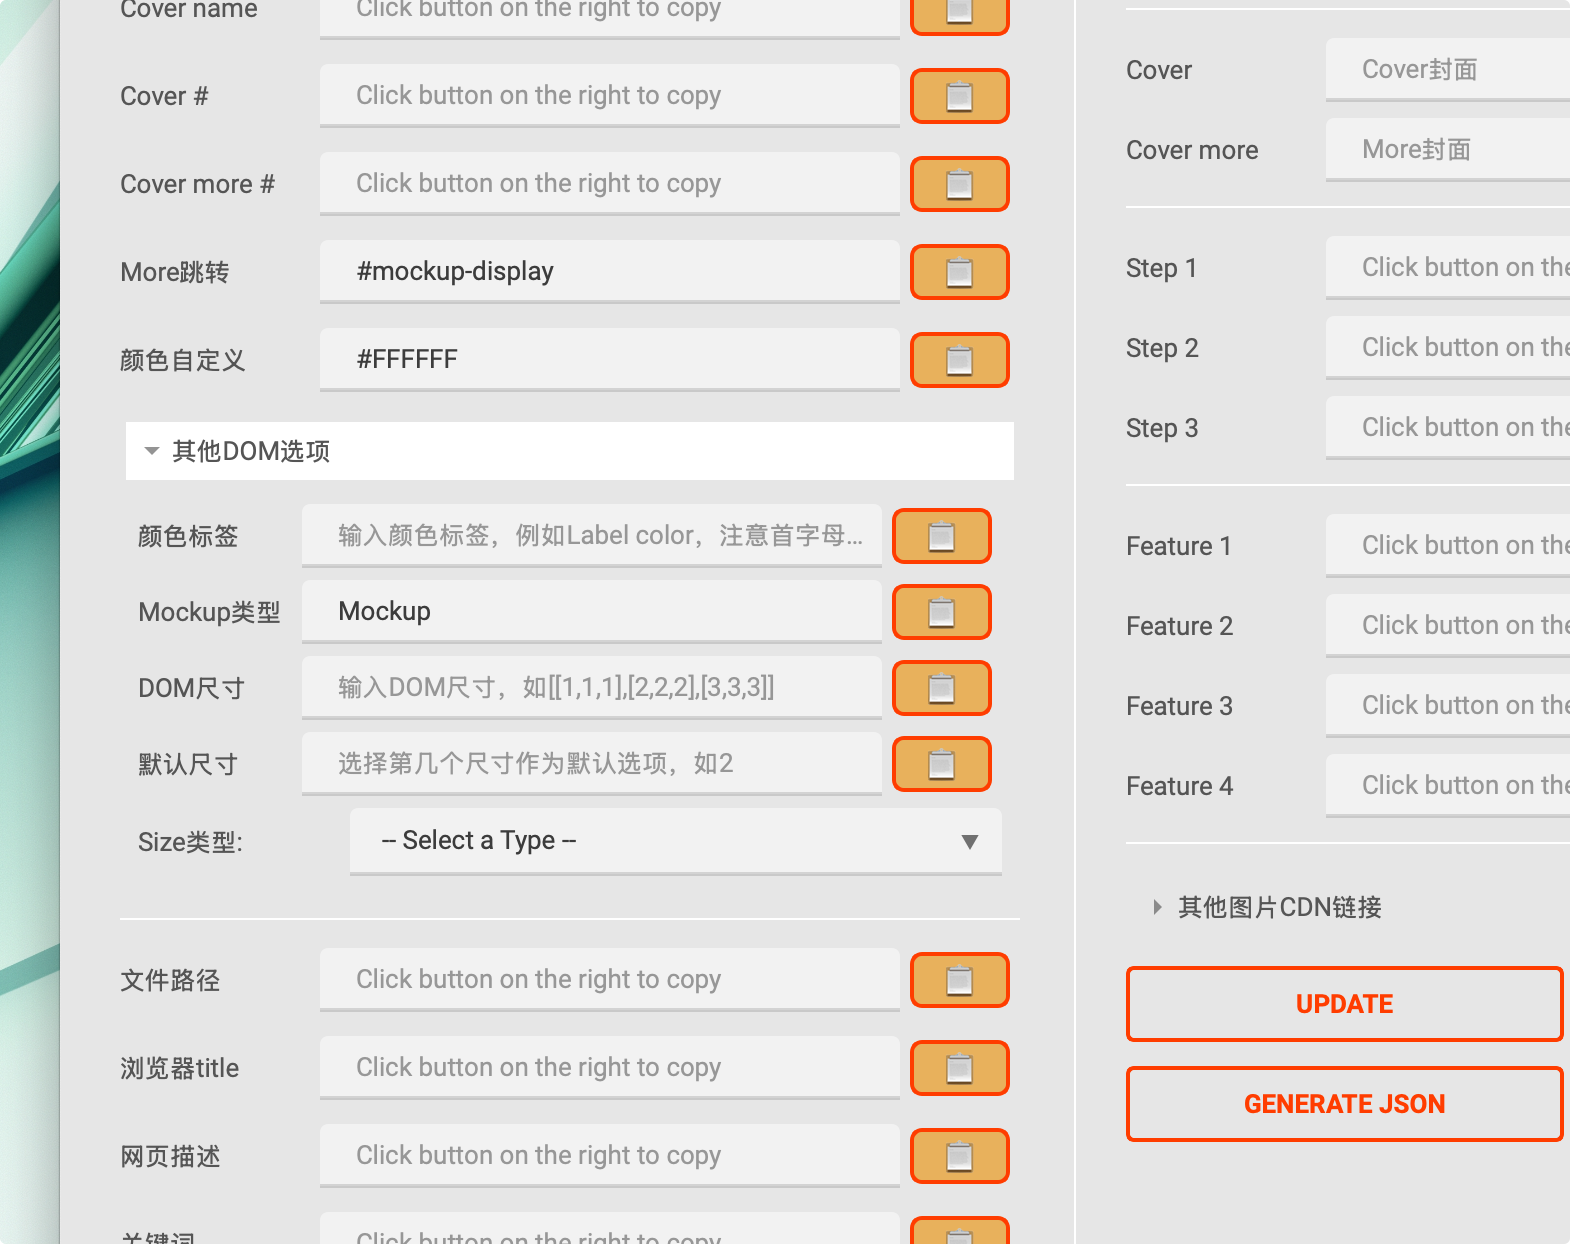 Cover name
Click button on the right to copy
Cover #
Click button on the right to copy
Cover more #
Click button on the right to copy
More跳转
#mockup-display
颜色自定义
#FFFFFF
其他DOM选项
颜色标签
输入颜色标签，例如Label color，注意首字母...
Mockup类型
Mockup
DOM尺寸
输入DOM尺寸，如[[1,1,1],[2,2,2],[3,3,3]]
默认尺寸
选择第几个尺寸作为默认选项，如2
Size类型:
-- Select a Type --
文件路径
Click button on the right to copy
浏览器title
Click button on the right to copy
网页描述
Click button on the right to copy
关键词
Click button on the right to copy
Cover
Cover封面
Cover more
More封面
Step 1
Click button on the
Step 2
Click button on the
Step 3
Click button on the
Feature 1
Click button on the
Feature 2
Click button on the
Feature 3
Click button on the
Feature 4
Click button on the
其他图片CDN链接
UPDATE
GENERATE JSON